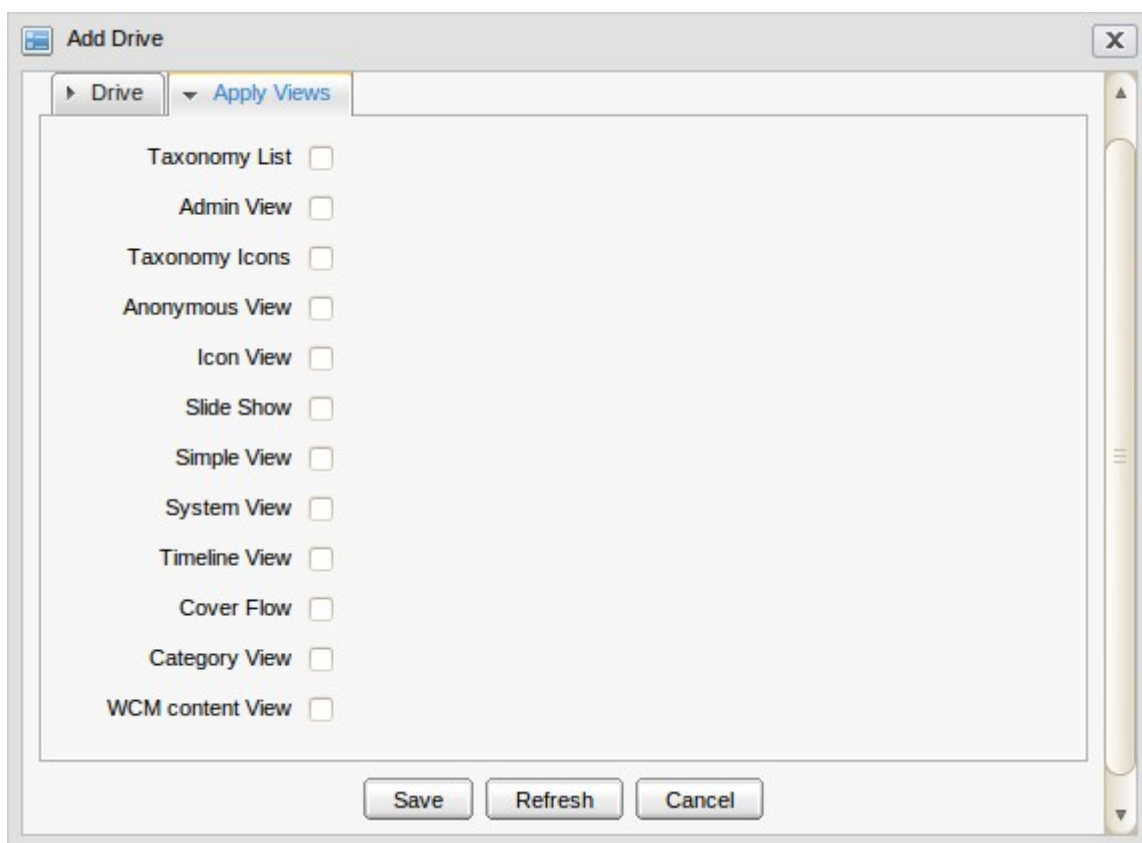 Add Drive
X
Drive Apply Views
Taxonomy List
Admin View
Taxonomy Icons
Anonymous View
Icon View
Slide Show
Simple View
System View
Timeline View
Cover Flow
Category View
WCM content View
Save Refresh Cancel